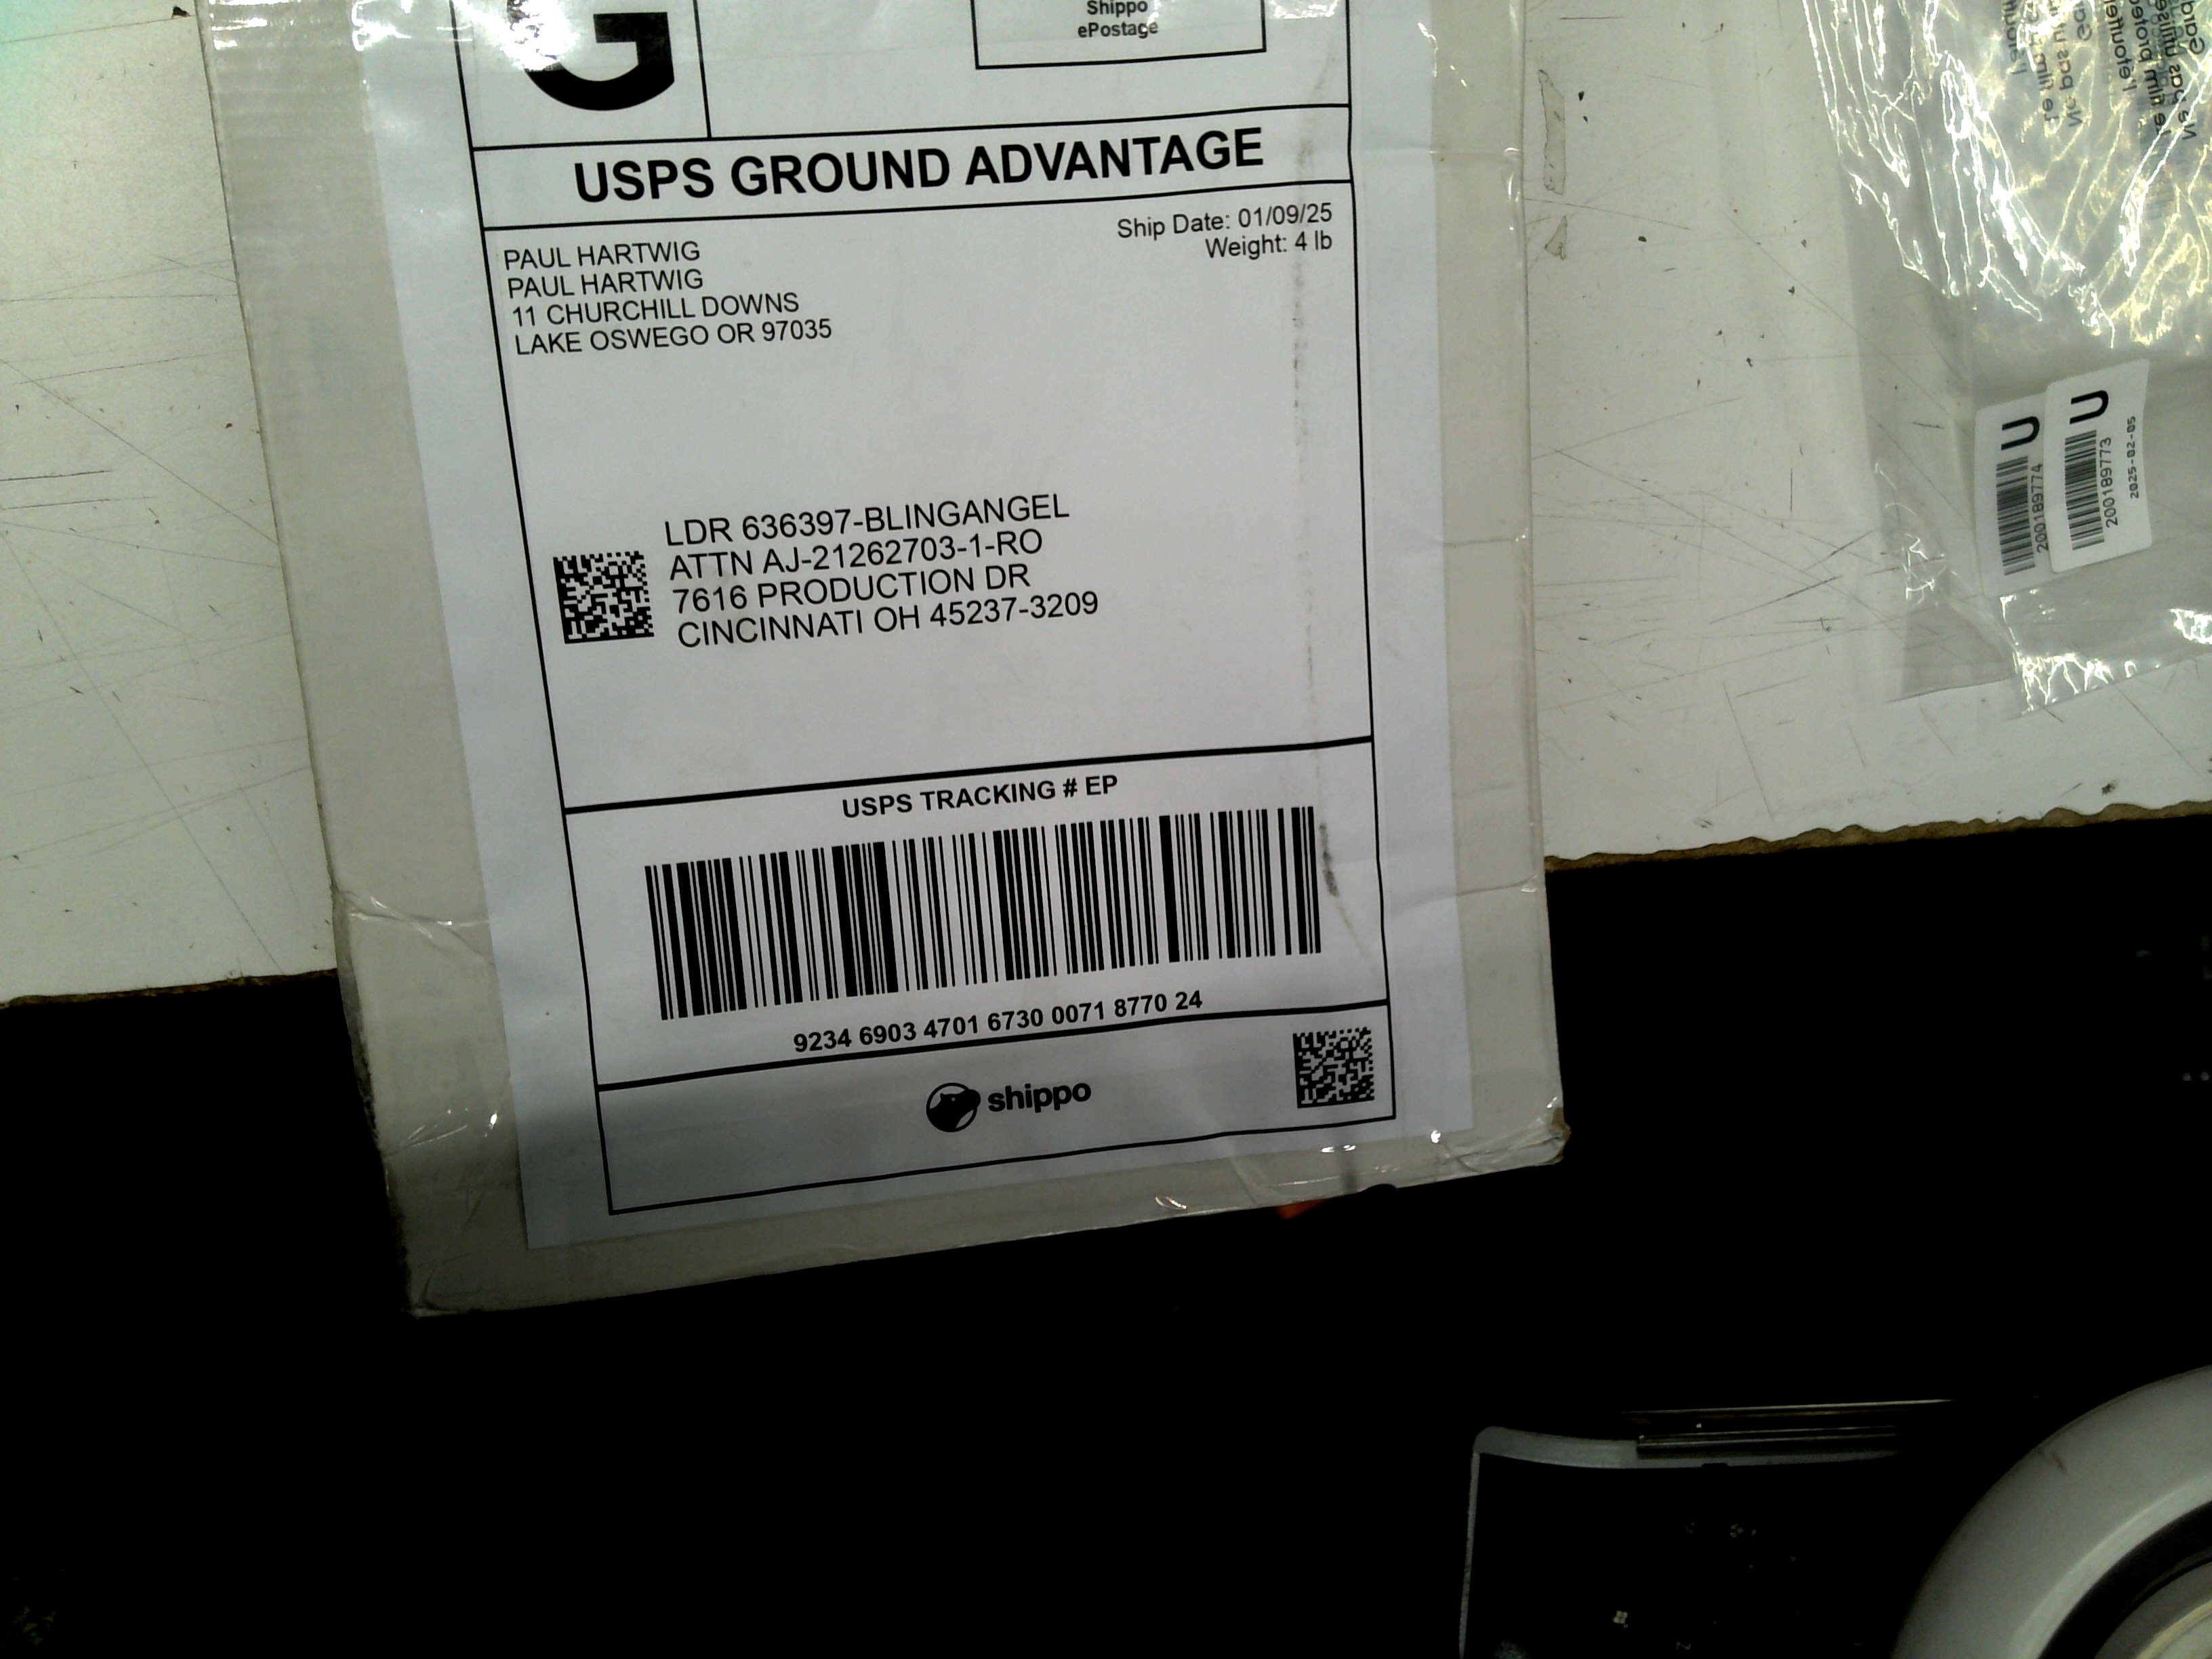 G
Shippo
ePostage
USPS GROUND ADVANTAGE
Ship Date: 01/09/25
Weight: 4 lb
PAUL HARTWIG
PAUL HARTWIG
11 CHURCHILL DOWNS
LAKE OSWEGO OR 97035
LDR 636397-BLINGANGEL
ATTN AJ-21262703-1-RO
7616 PRODUCTION DR
CINCINNATI OH 45237-3209
USPS TRACKING # EP
9234 6903 4701 6730 0071 8770 24
shippo
U
200189774
U
200189773
2025-02-05